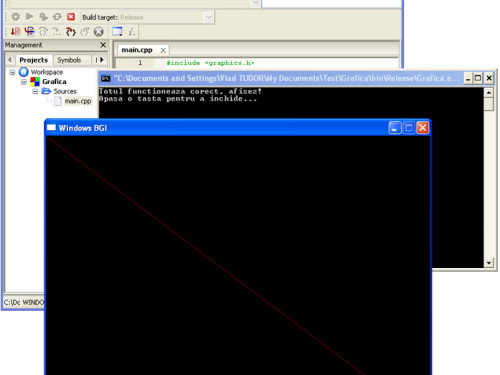 Build target: Release
Management
main.cpp
Projects Symbols
1 #include <graphics.h>
Workspace
Grafica
Sources
main.cpp
"C:\Documents and Settings\Vlad TUDOR\My Documents\Test\Grafica\bin\Release\Grafica.e...
Totul functioneaza corect, afisez!
Apasa o tasta pentru a inchide...
Windows BGI
C:\Dc WINDO